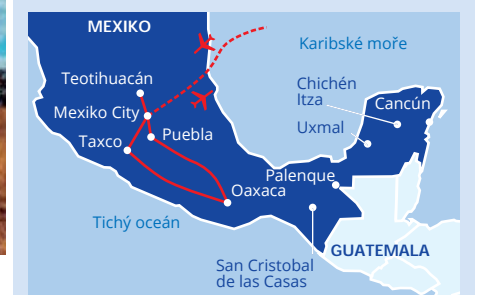 MEXIKO
Karibské moře
Teotihuacán
Chichén
Itza
Cancún
Mexiko City
Uxmal
Taxco
Puebla
Palenque
Oaxaca
Tichý oceán
GUATEMALA
San Cristobal
de las Casas